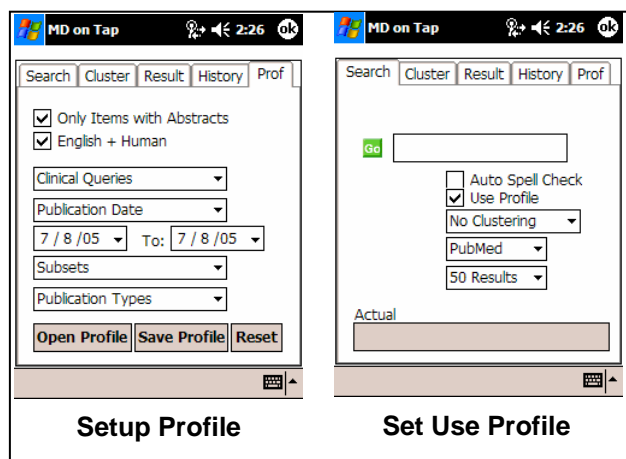 MD on Tap 2:26 ok
Search Cluster Result History Prof
Only Items with Abstracts
English + Human
Clinical Queries
Publication Date
7 / 8 /05 To: 7 / 8 /05
Subsets
Publication Types
Open Profile Save Profile Reset
Setup Profile
MD on Tap 2:26 ok
Search Cluster Result History Prof
Go
Auto Spell Check
Use Profile
No Clustering
PubMed
50 Results
Actual
Set Use Profile